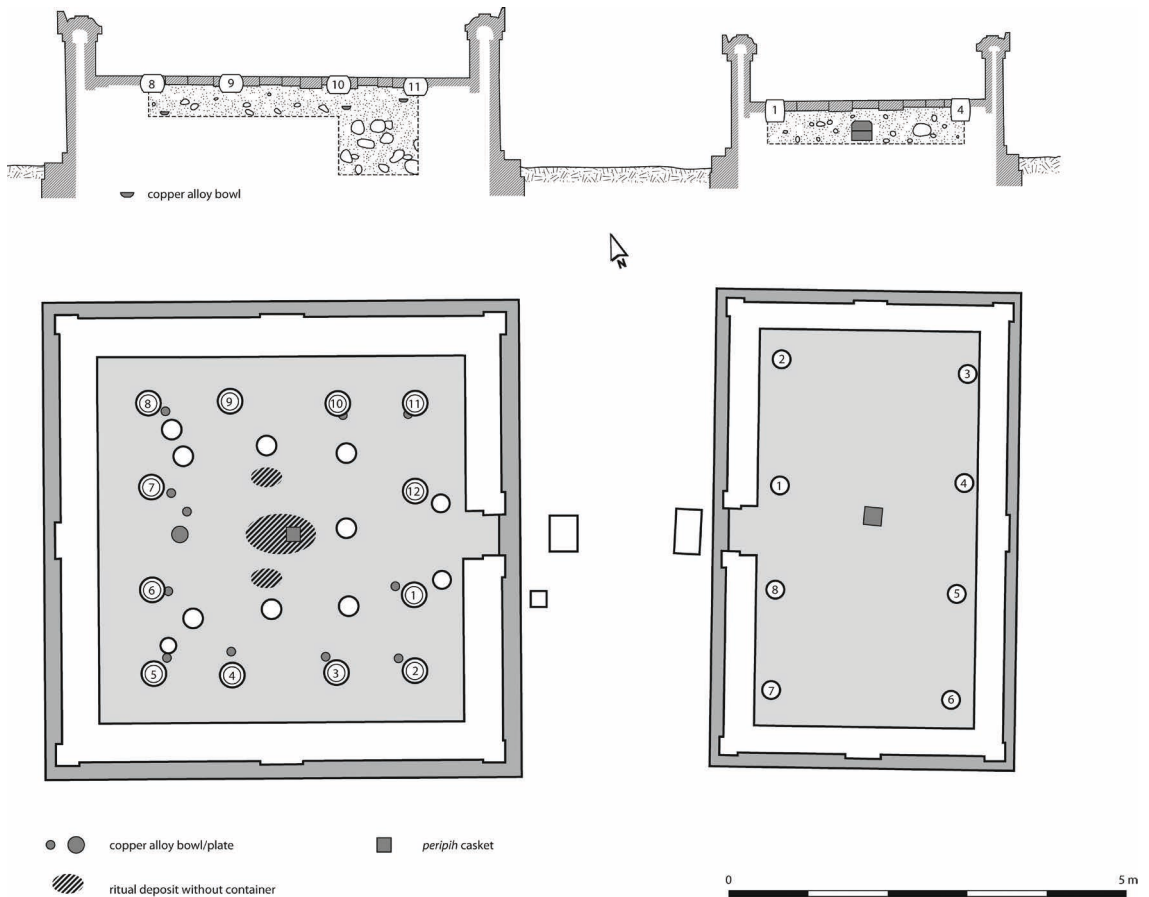 8 9 10 11
1 4
copper alloy bowl
N
8 9 10 11
7 12
6 1
5 4 3 2
2 3
1 4
8 5
7 6
copper alloy bowl/plate
peripih casket
ritual deposit without container
0 5 m